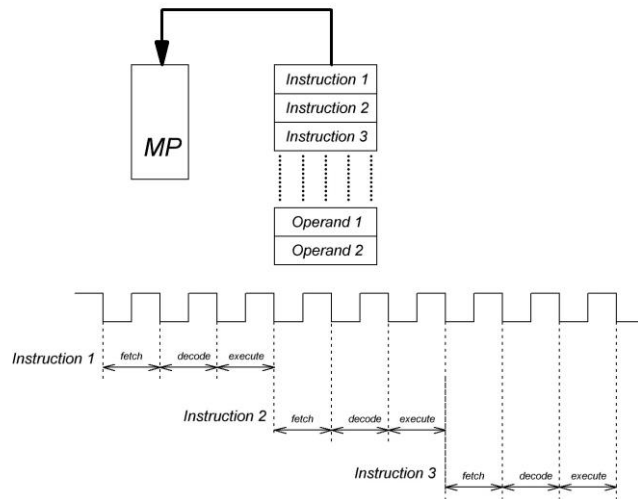 Instruction 1
Instruction 2
MP
Instruction 3
Operand 1
Operand 2
Instruction 1 fetch decode execute
Instruction 2 fetch decode execute
Instruction 3 fetch decode execute